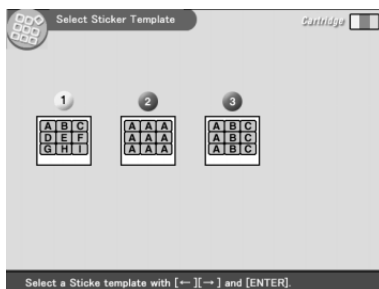 Select Sticker Template
Cartridge
1 2 3
A B C A A A A B C
D E F A A A A B C
G H I A A A A B C
Select a Sticke template with [← ][→ ] and [ENTER].